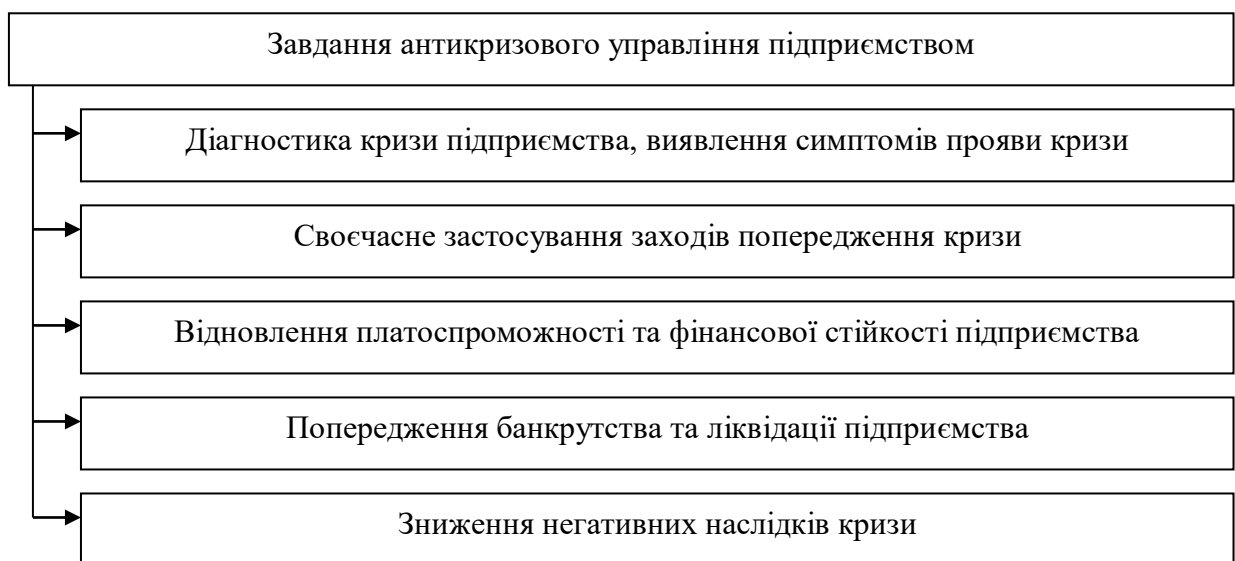 Завдання антикризового управління підприємством
Діагностика кризи підприємства, виявлення симптомів прояви кризи
Своєчасне застосування заходів попередження кризи
Відновлення платоспроможності та фінансової стійкості підприємства
Попередження банкрутства та ліквідації підприємства
Зниження негативних наслідків кризи